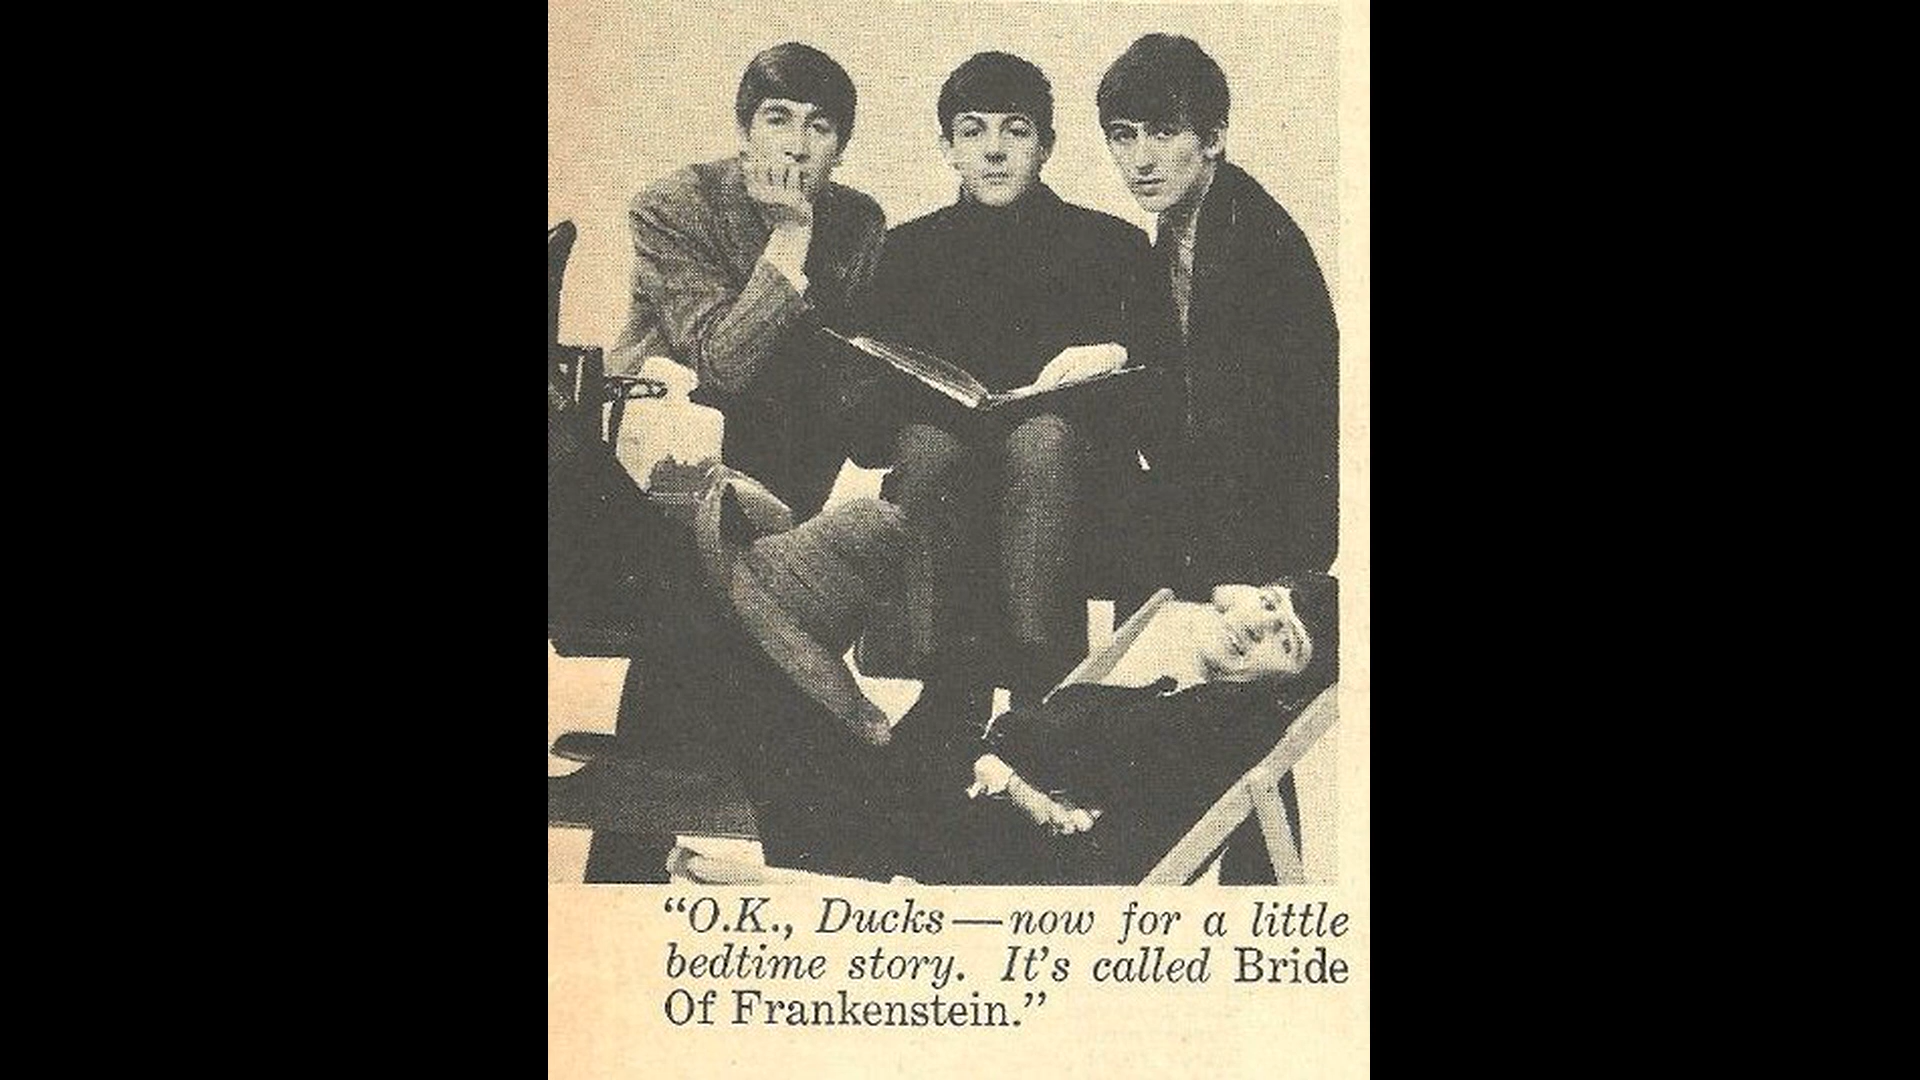 “O.K., Ducks—now for a little
bedtime story. It’s called Bride
Of Frankenstein.”